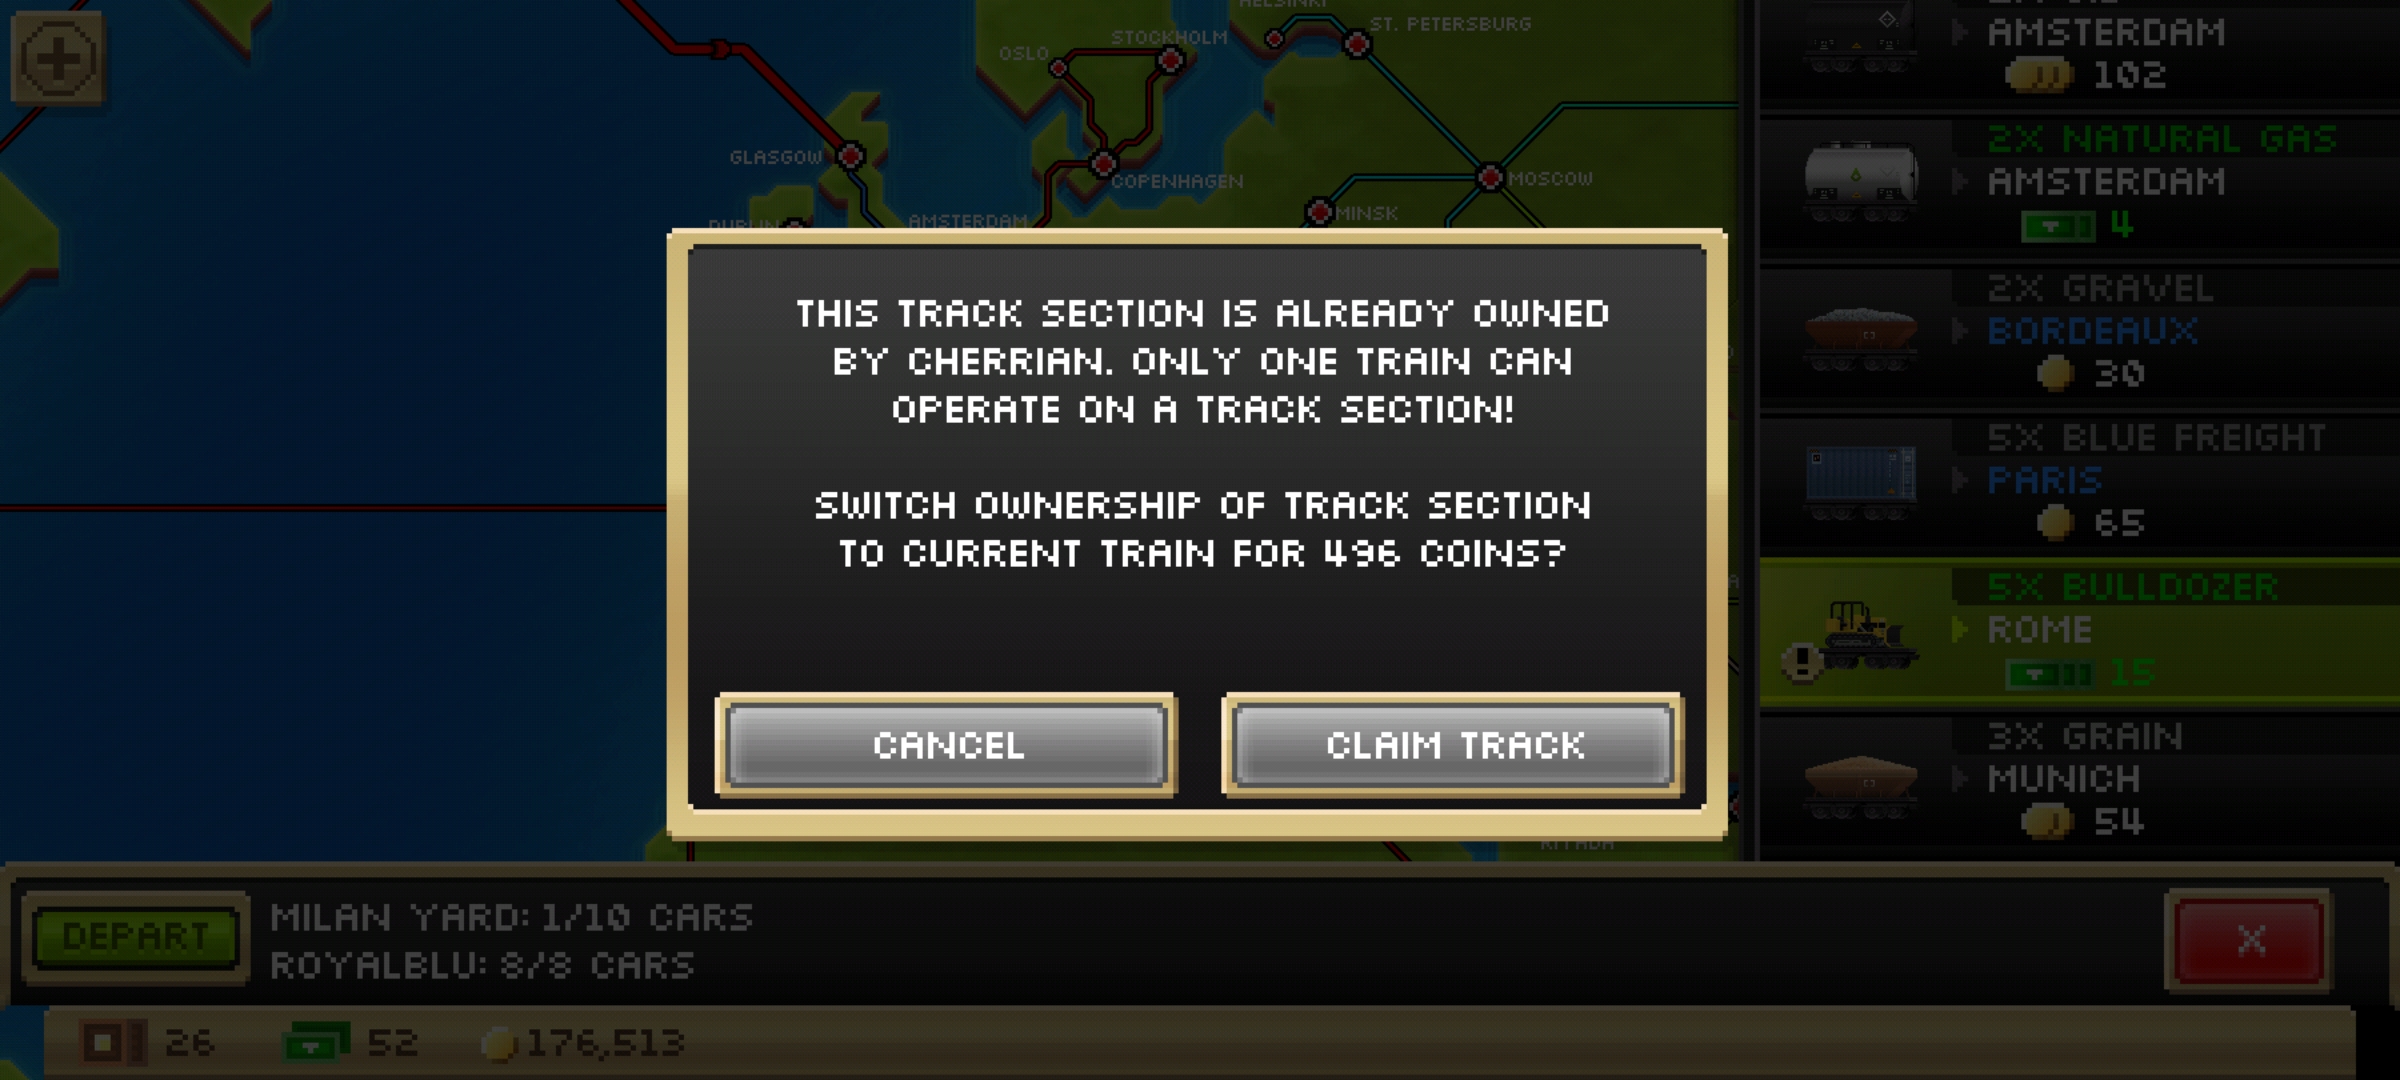 HELSINKI
ST. PETERSBURG
STOCKHOLM
OSLO
GLASGOW
COPENHAGEN
MOSCOW
MINSK
DUBLIN
AMSTERDAM
THIS TRACK SECTION IS ALREADY OWNED
BY CHERRIAN. ONLY ONE TRAIN CAN
OPERATE ON A TRACK SECTION!
SWITCH OWNERSHIP OF TRACK SECTION
TO CURRENT TRAIN FOR 496 COINS?
CANCEL
CLAIM TRACK
AMSTERDAM
102
2X NATURAL GAS
AMSTERDAM
4
2X GRAVEL
BORDEAUX
30
5X BLUE FREIGHT
PARIS
65
5X BULLDOZER
ROME
15
3X GRAIN
MUNICH
54
DEPART
MILAN YARD: 1/10 CARS
ROYALBLU: 8/8 CARS
X
26
52
176,513